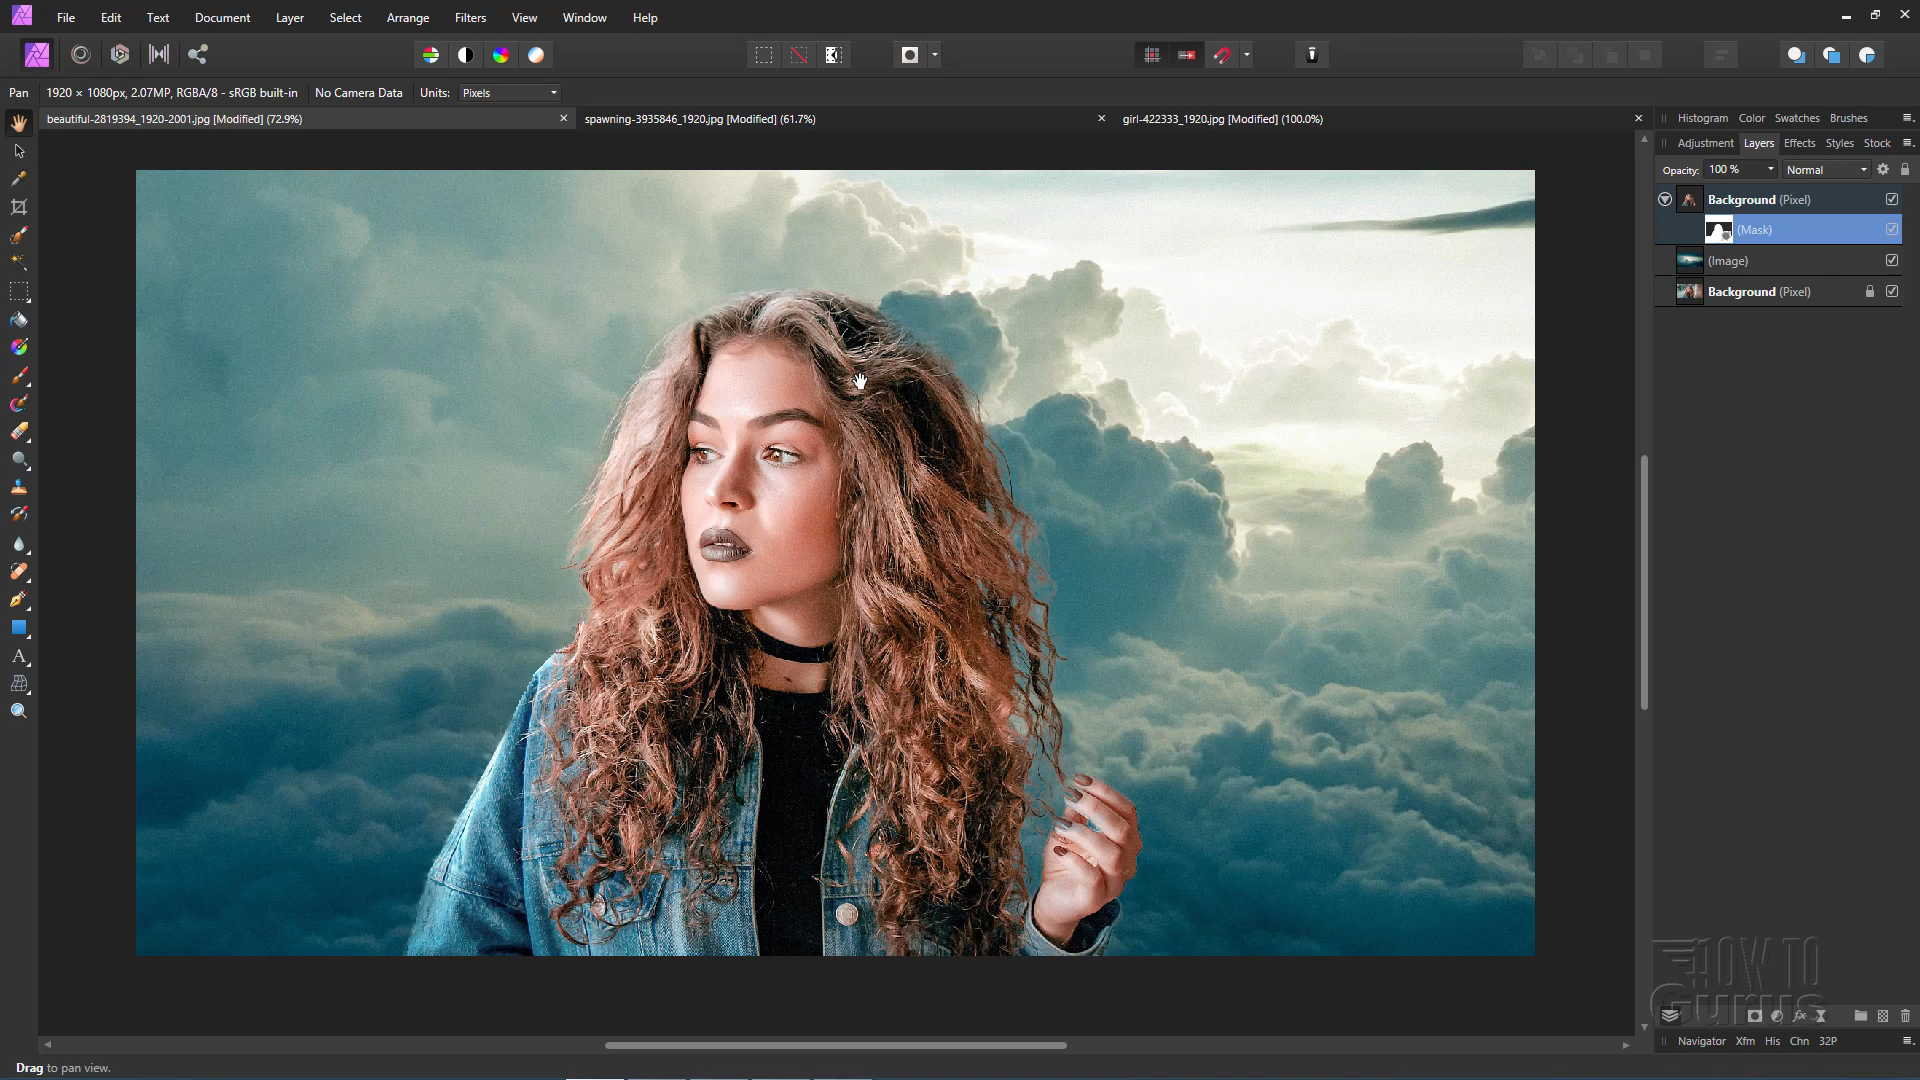 File Edit Text Document Layer Select Arrange Filters View Window Help
Pan 1920 × 1080px, 2.07MP, RGBA/8 - sRGB built-in No Camera Data Units: Pixels
beautiful-2819394_1920-2001.jpg [Modified] (72.9%) spawning-3935846_1920.jpg [Modified] (61.7%) girl-422333_1920.jpg [Modified] (100.0%)
Histogram Color Swatches Brushes
Adjustment Layers Effects Styles Stock
Opacity: 100 % Normal
Background (Pixel)
(Mask)
(Image)
Background (Pixel)
HOW TO
Gurus
Navigator Xfm His Chn 32P
Drag to pan view.